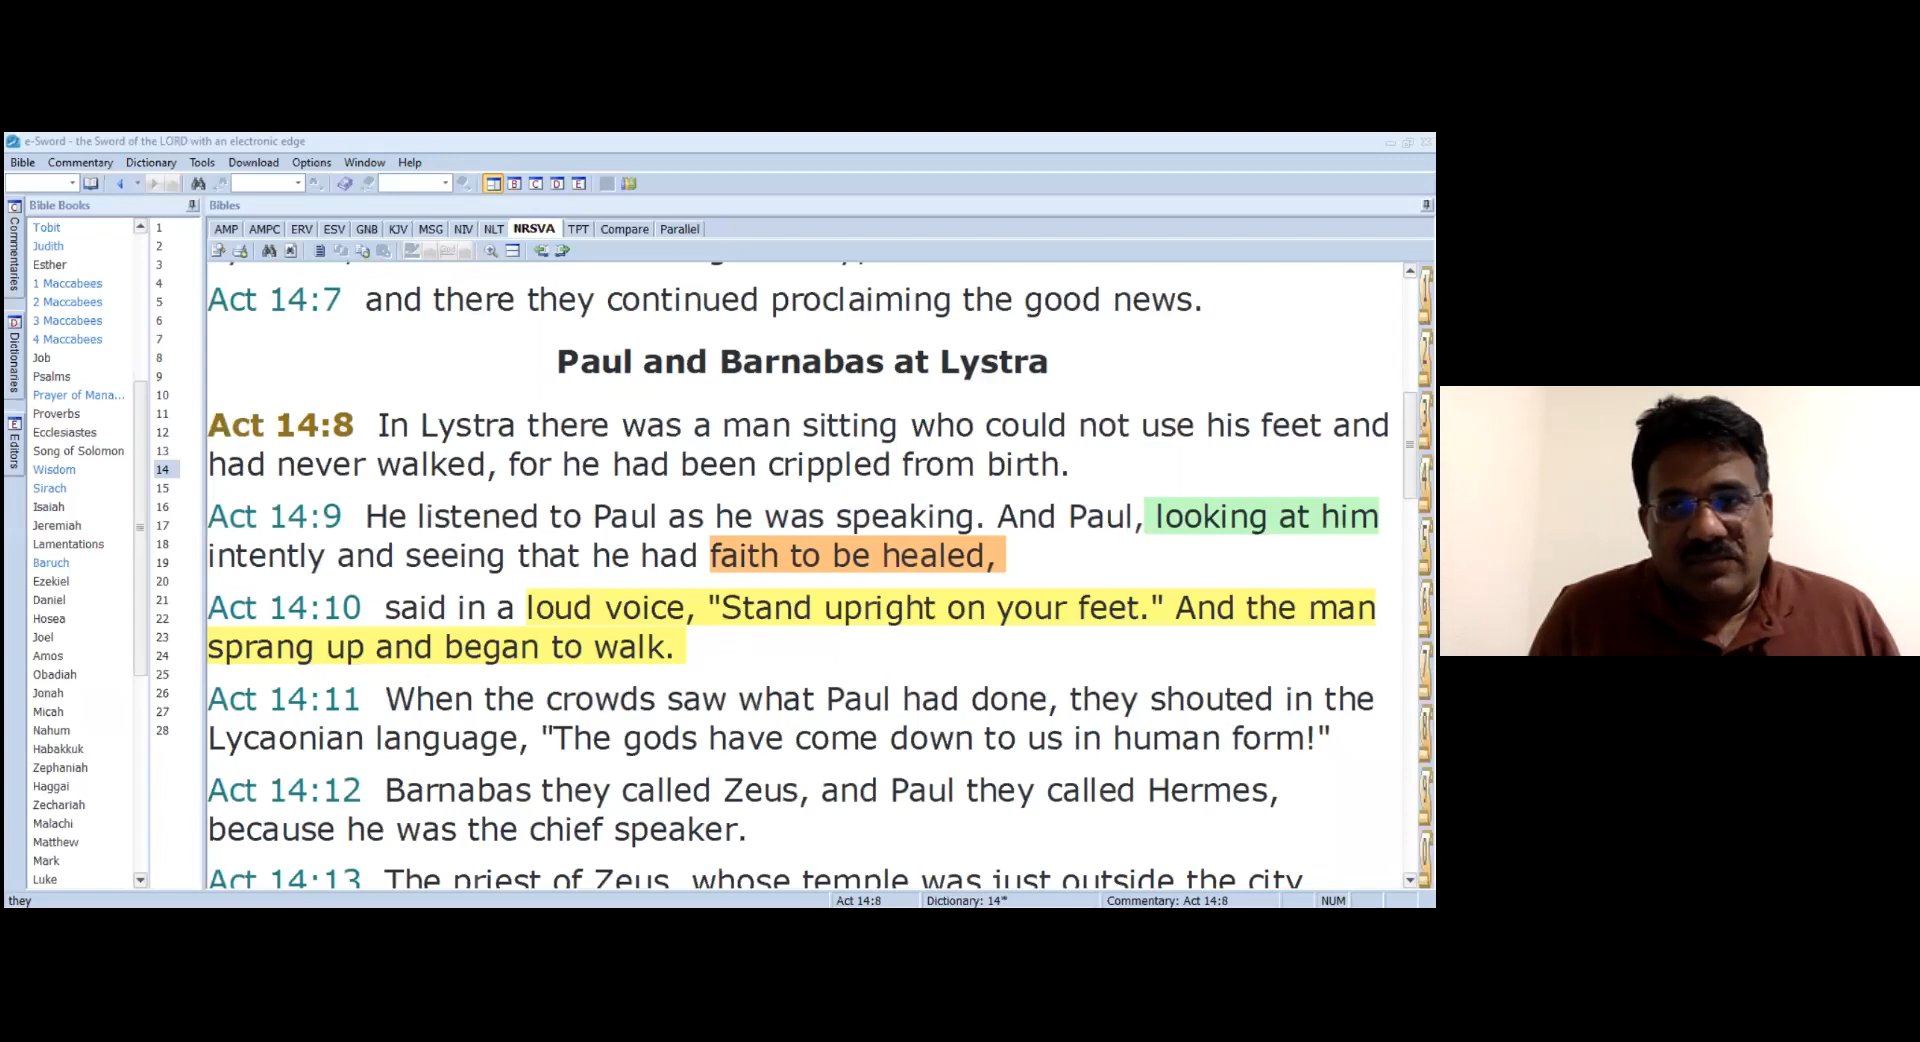 e-Sword - the Sword of the LORD with an electronic edge
Bible Commentary Dictionary Tools Download Options Window Help
B C D E
Bible Books
Bibles
C Commentaries
D Dictionaries
E Editors
AMP AMPC ERV ESV GNB KJV MSG NIV NLT NRSVA TPT Compare Parallel
Tobit
Judith
Esther
1 Maccabees
2 Maccabees
3 Maccabees
4 Maccabees
Job
Psalms
Prayer of Mana...
Proverbs
Ecclesiastes
Song of Solomon
Wisdom
Sirach
Isaiah
Jeremiah
Lamentations
Baruch
Ezekiel
Daniel
Hosea
Joel
Amos
Obadiah
Jonah
Micah
Nahum
Habakkuk
Zephaniah
Haggai
Zechariah
Malachi
Matthew
Mark
Luke
1
2
3
4
5
6
7
8
9
10
11
12
13
14
15
16
17
18
19
20
21
22
23
24
25
26
27
28
Act 14:7 and there they continued proclaiming the good news.
Paul and Barnabas at Lystra
Act 14:8 In Lystra there was a man sitting who could not use his feet and
had never walked, for he had been crippled from birth.
Act 14:9 He listened to Paul as he was speaking. And Paul, looking at him
intently and seeing that he had faith to be healed,
Act 14:10 said in a loud voice, "Stand upright on your feet." And the man
sprang up and began to walk.
Act 14:11 When the crowds saw what Paul had done, they shouted in the
Lycaonian language, "The gods have come down to us in human form!"
Act 14:12 Barnabas they called Zeus, and Paul they called Hermes,
because he was the chief speaker.
Act 14:13 The priest of Zeus, whose temple was just outside the city,
1
2
3
4
5
6
7
8
9
0
they
Act 14:8
Dictionary: 14*
Commentary: Act 14:8
NUM